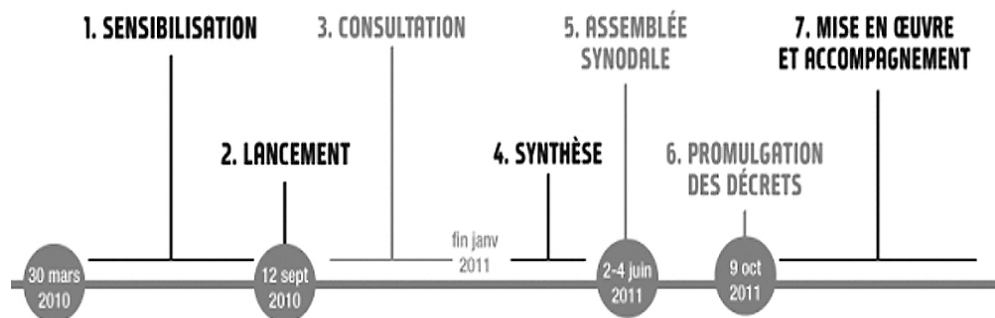 1. SENSIBILISATION
3. CONSULTATION
5. ASSEMBLÉE
SYNODALE
7. MISE EN ŒUVRE
ET ACCOMPAGNEMENT
2. LANCEMENT
4. SYNTHÈSE
6. PROMULGATION
DES DÉCRETS
fin janv
2011
30 mars
2010
12 sept
2010
2-4 juin
2011
9 oct
2011